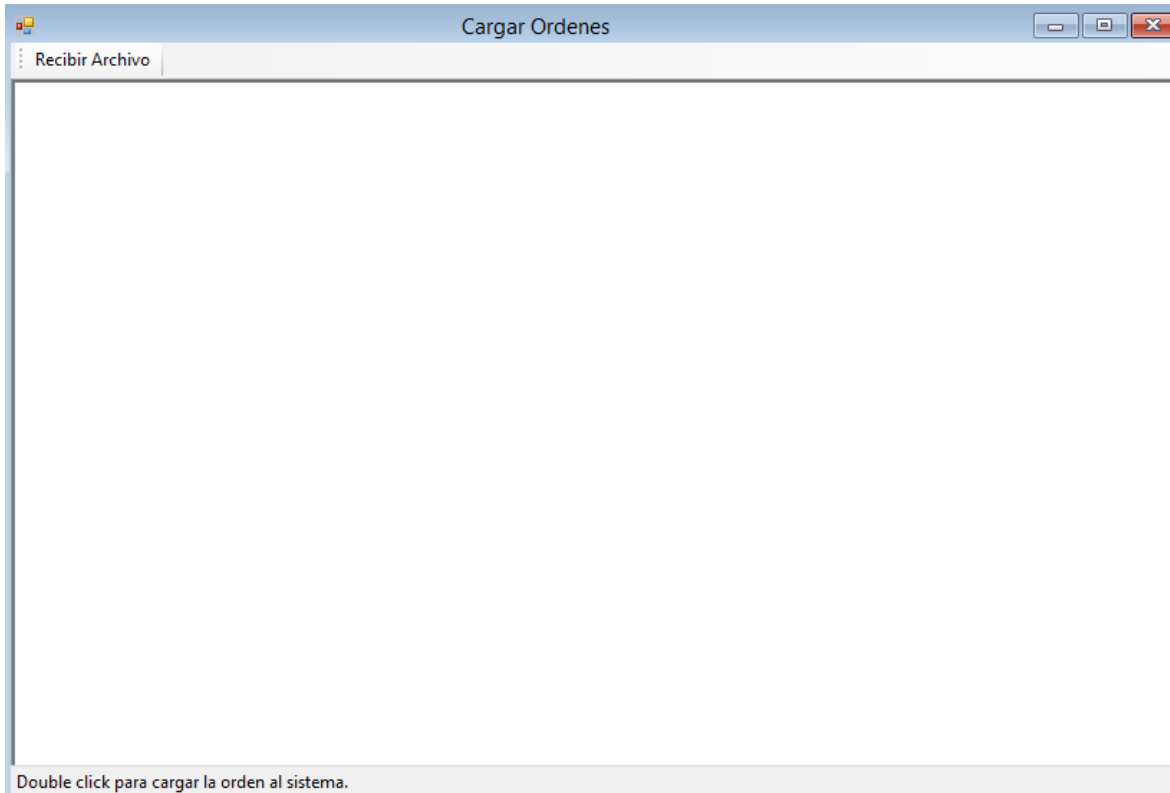 Cargar Ordenes
Recibir Archivo
Double click para cargar la orden al sistema.